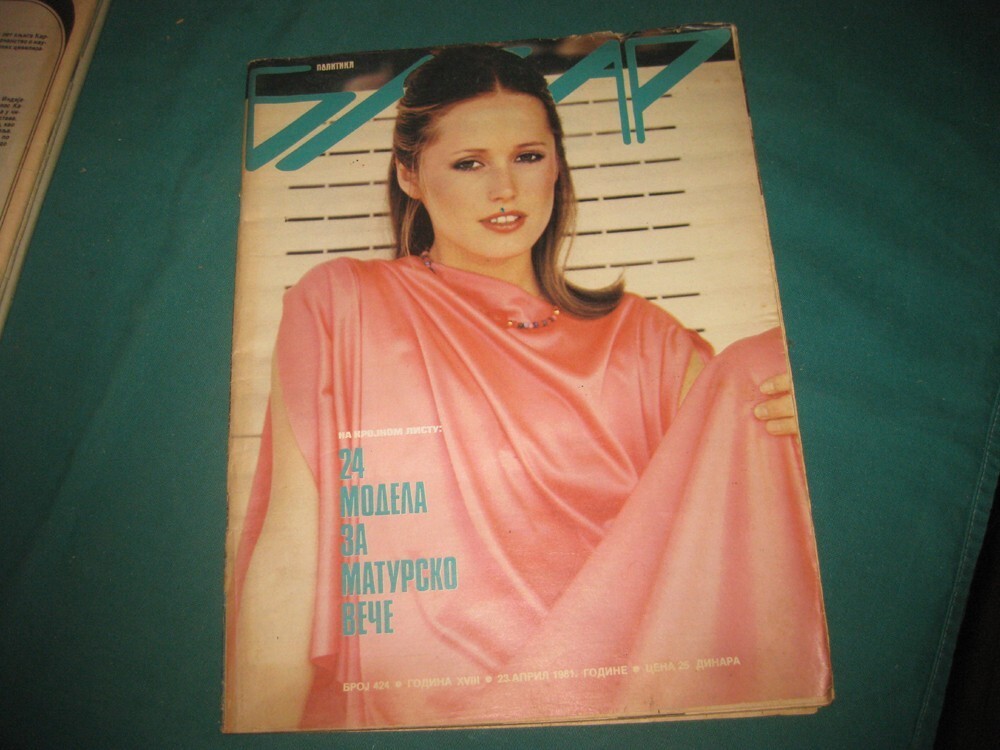 ПОЛИТИКА
БАЗАР
НА КРОЈНОМ ЛИСТУ:
24
МОДЕЛА
ЗА
МАТУРСКО
ВЕЧЕ
БРОЈ 424 • ГОДИНА XVIII • 23. АПРИЛ 1981. ГОДИНЕ • ЦЕНА 25 ДИНАРА